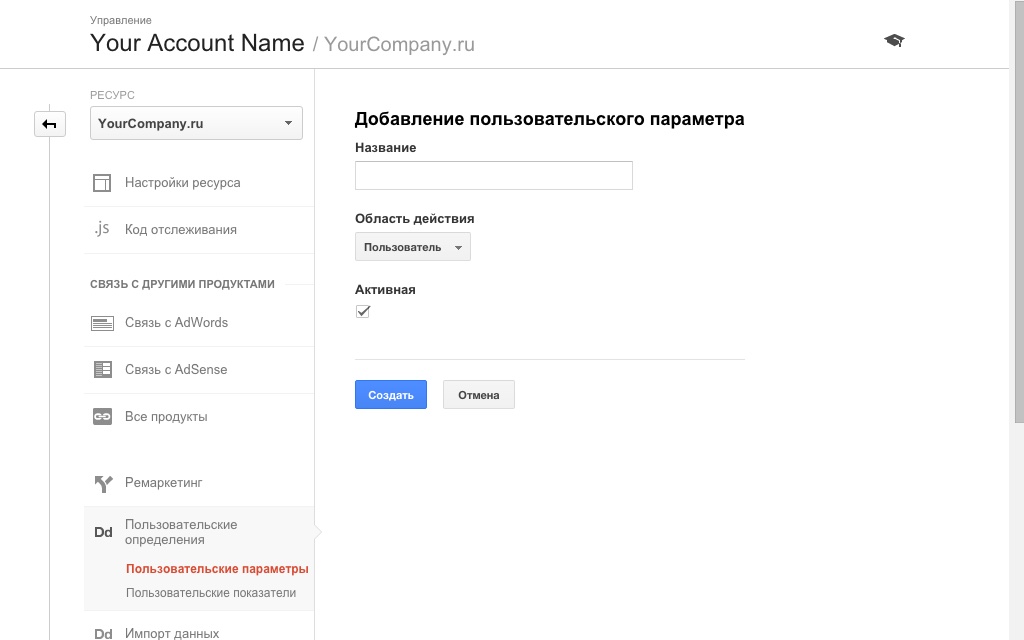 Управление
Your Account Name / YourCompany.ru
РЕСУРС
YourCompany.ru
Настройки ресурса
.js Код отслеживания
СВЯЗЬ С ДРУГИМИ ПРОДУКТАМИ
Связь с AdWords
Связь с AdSense
Все продукты
Ремаркетинг
Dd Пользовательские
определения
Пользовательские параметры
Пользовательские показатели
Dd Импорт данных
Добавление пользовательского параметра
Название
Область действия
Пользователь
Активная
Создать
Отмена